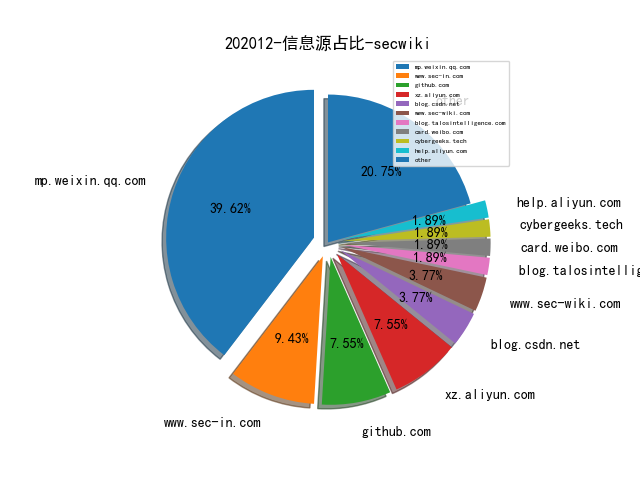 202012-信息源占比-secwiki
mp.weixin.qq.com
www.sec-in.com
github.com
xz.aliyun.com
blog.csdn.net
www.sec-wiki.com
blog.talosintelligence.com
card.weibo.com
cybergeeks.tech
help.aliyun.com
other
other
20.75%
mp.weixin.qq.com
39.62%
help.aliyun.com
1.89%
cybergeeks.tech
1.89%
card.weibo.com
1.89%
blog.talosintellig
1.89%
www.sec-wiki.com
3.77%
blog.csdn.net
3.77%
xz.aliyun.com
7.55%
github.com
7.55%
www.sec-in.com
9.43%